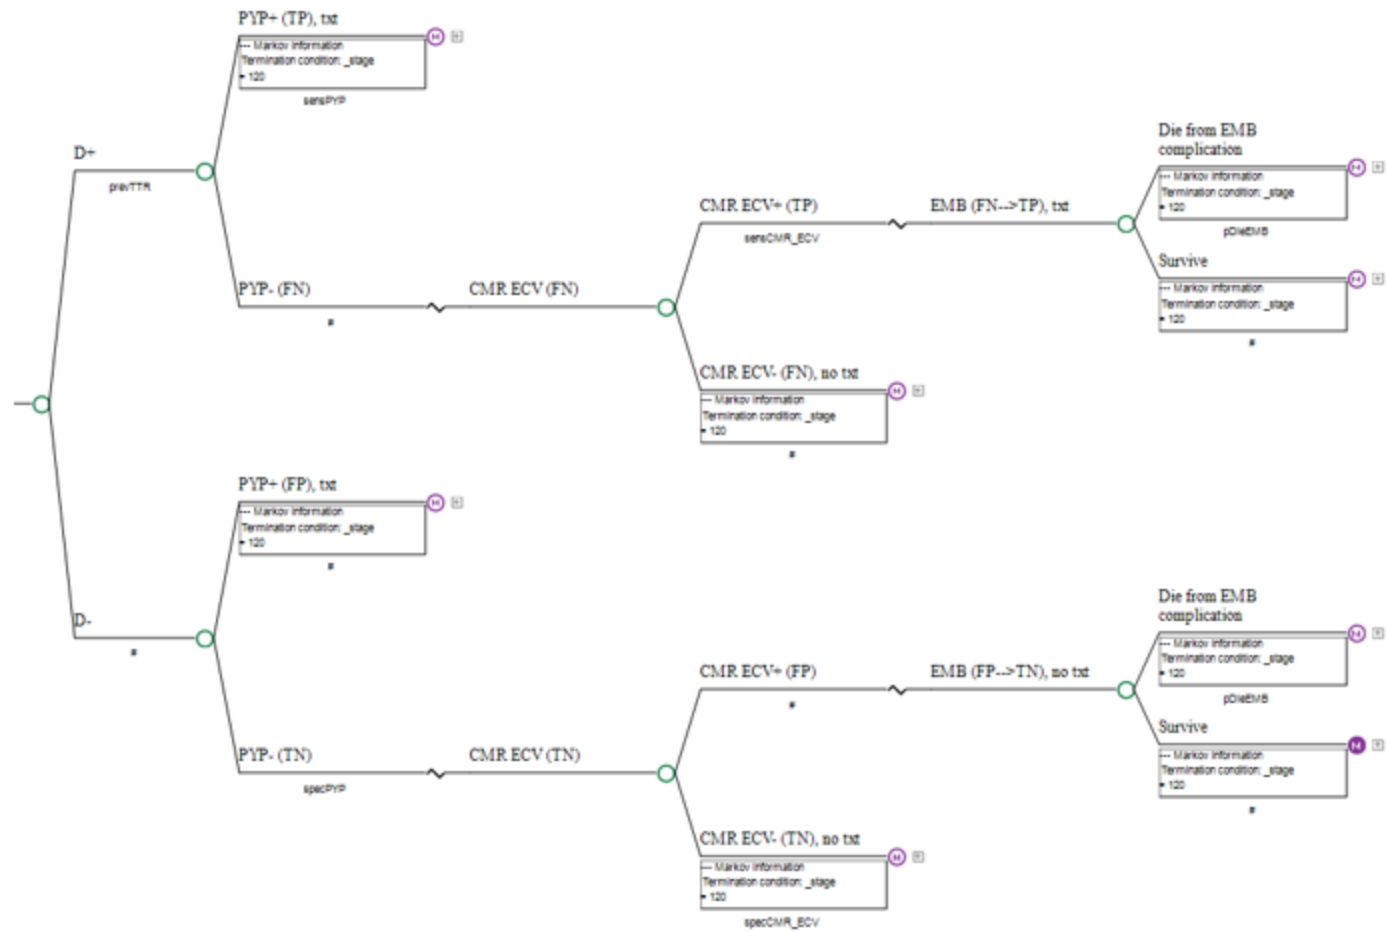 PYP+ (TP), txt
--- Markov Information
Termination condition: _stage
= 120
sensPYP
D+
prevTTR
PYP- (FN)
#
CMR ECV (FN)
CMR ECV+ (TP)
sensCMR_ECV
EMB (FN-->TP), txt
Die from EMB
complication
--- Markov Information
Termination condition: _stage
= 120
pDieEMB
Survive
--- Markov Information
Termination condition: _stage
= 120
#
CMR ECV- (FN), no txt
--- Markov Information
Termination condition: _stage
= 120
#
PYP+ (FP), txt
--- Markov Information
Termination condition: _stage
= 120
#
D-
#
PYP- (TN)
specPYP
CMR ECV (TN)
CMR ECV+ (FP)
#
EMB (FP-->TN), no txt
Die from EMB
complication
--- Markov Information
Termination condition: _stage
= 120
pDieEMB
Survive
--- Markov Information
Termination condition: _stage
= 120
#
CMR ECV- (TN), no txt
--- Markov Information
Termination condition: _stage
= 120
specCMR_ECV